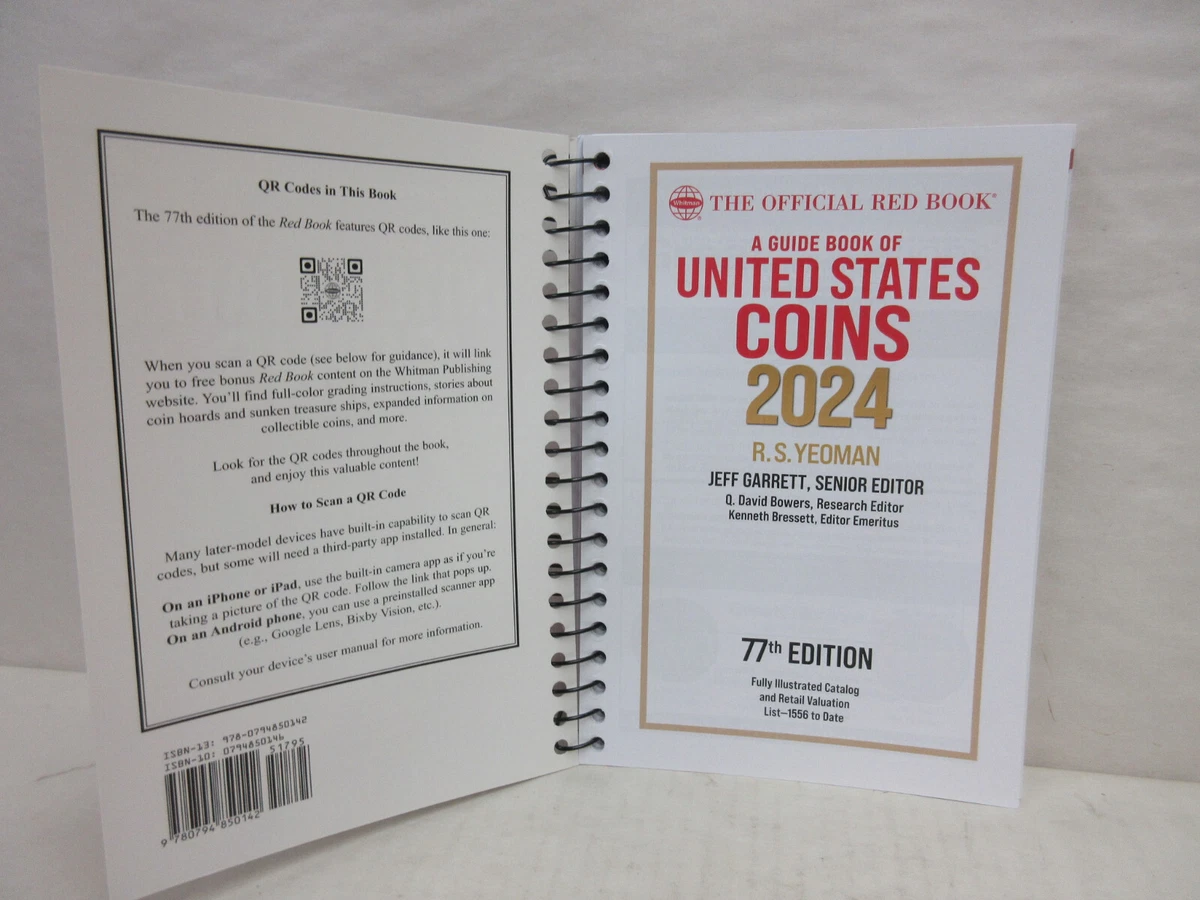 QR Codes in This Book
The 77th edition of the Red Book features QR codes, like this one:
When you scan a QR code (see below for guidance), it will link
you to free bonus Red Book content on the Whitman Publishing
website. You'll find full-color grading instructions, stories about
coin hoards and sunken treasure ships, expanded information on
collectible coins, and more.
Look for the QR codes throughout the book,
and enjoy this valuable content!
How to Scan a QR Code
Many later-model devices have built-in capability to scan QR
codes, but some will need a third-party app installed. In general:
On an iPhone or iPad, use the built-in camera app as if you're
taking a picture of the QR code. Follow the link that pops up.
On an Android phone, you can use a preinstalled scanner app
(e.g., Google Lens, Bixby Vision, etc.).
Consult your device's user manual for more information.
ISBN-13: 978-0794850142
ISBN-10: 0794850146
51795
9 780794 850142
Whitman®
THE OFFICIAL RED BOOK®
A GUIDE BOOK OF
UNITED STATES
COINS
2024
R. S. YEOMAN
JEFF GARRETT, SENIOR EDITOR
Q. David Bowers, Research Editor
Kenneth Bressett, Editor Emeritus
77th EDITION
Fully Illustrated Catalog
and Retail Valuation
List—1556 to Date